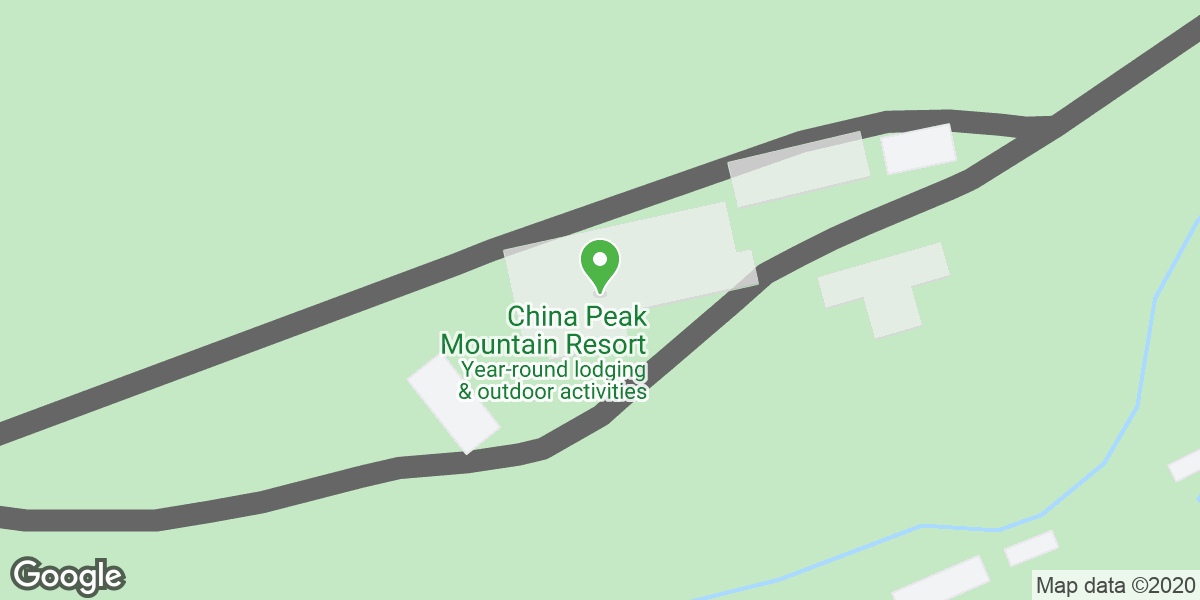 China Peak
Mountain Resort
Year-round lodging
& outdoor activities
Google
Map data ©2020